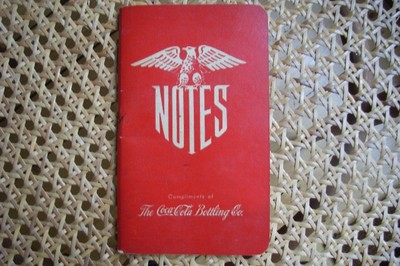 NOTES
Compliments of
The Coca-Cola Bottling Co.